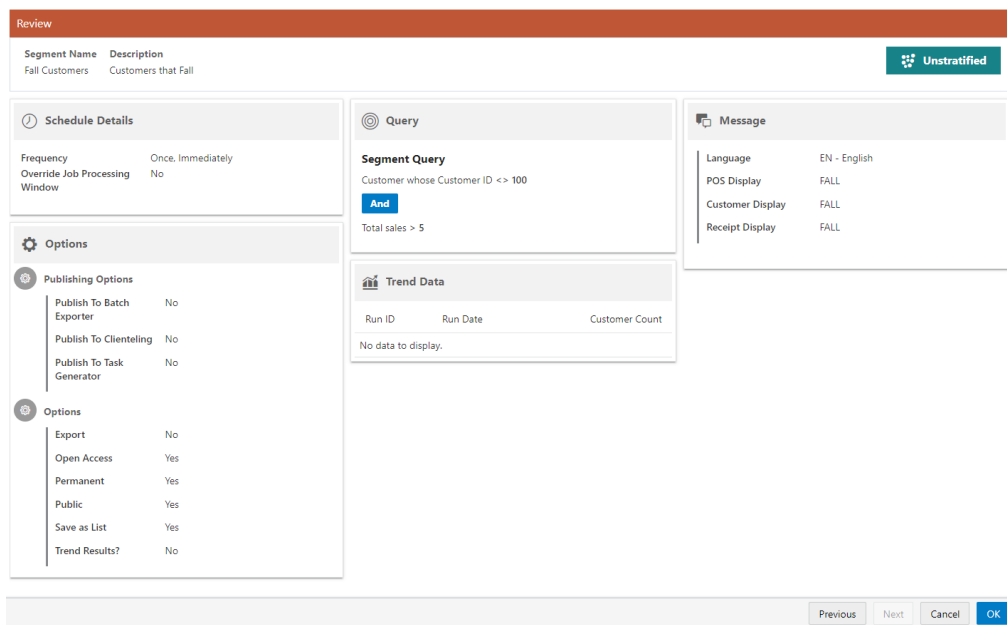 Review
Segment Name Description
Fall Customers Customers that Fall
Unstratified
Schedule Details
Frequency Once, Immediately
Override Job Processing No
Window
Options
Publishing Options
Publish To Batch No
Exporter
Publish To Clienteling No
Publish To Task No
Generator
Options
Export No
Open Access Yes
Permanent Yes
Public Yes
Save as List Yes
Trend Results? No
Query
Segment Query
Customer whose Customer ID <> 100
And
Total sales > 5
Trend Data
Run ID Run Date Customer Count
No data to display.
Message
Language EN - English
POS Display FALL
Customer Display FALL
Receipt Display FALL
Previous Next Cancel OK